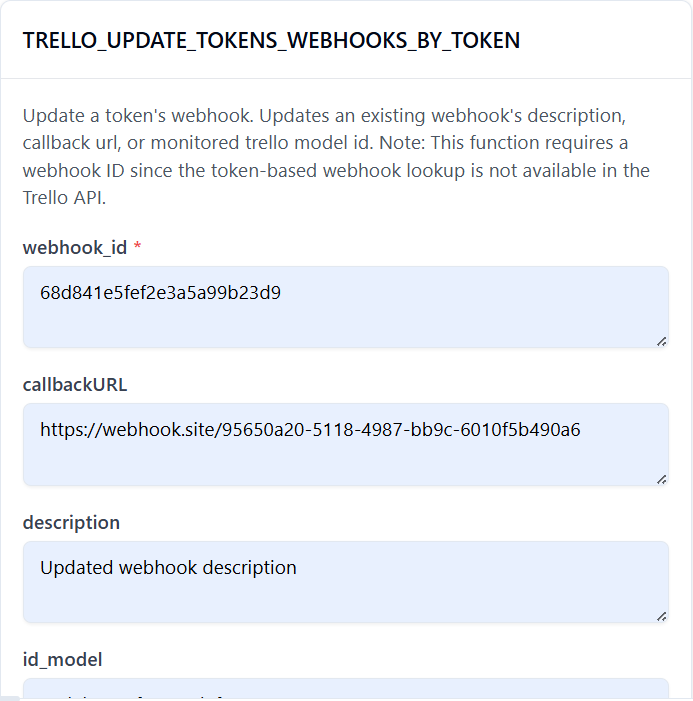 TRELLO_UPDATE_TOKENS_WEBHOOKS_BY_TOKEN
Update a token's webhook. Updates an existing webhook's description,
callback url, or monitored trello model id. Note: This function requires a
webhook ID since the token-based webhook lookup is not available in the
Trello API.
webhook_id *
68d841e5fef2e3a5a99b23d9
callbackURL
https://webhook.site/95650a20-5118-4987-bb9c-6010f5b490a6
description
Updated webhook description
id_model